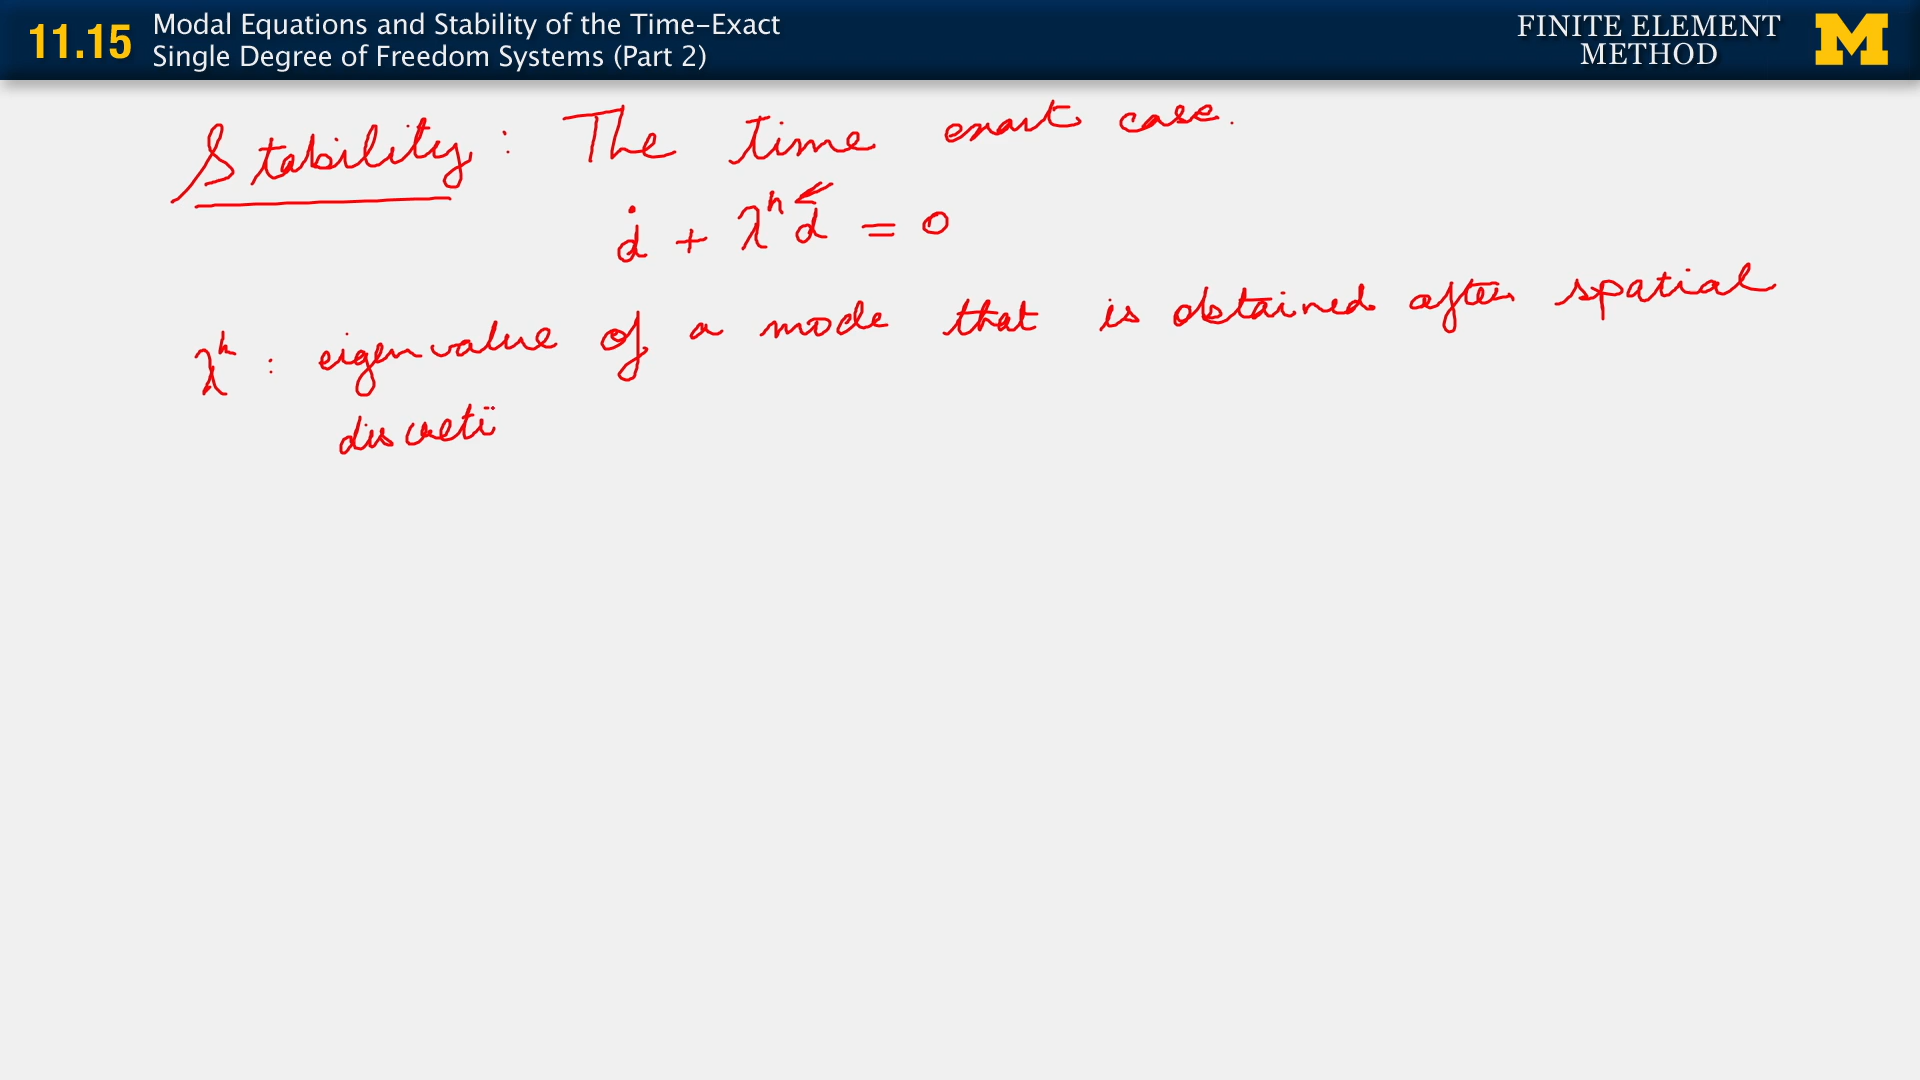 11.15
Modal Equations and Stability of the Time-Exact
Single Degree of Freedom Systems (Part 2)
FINITE ELEMENT
METHOD
M
Stability: The time exact case.
ḋ + λʰ d = 0
λʰ : eigenvalue of a mode that is obtained after spatial
discreti